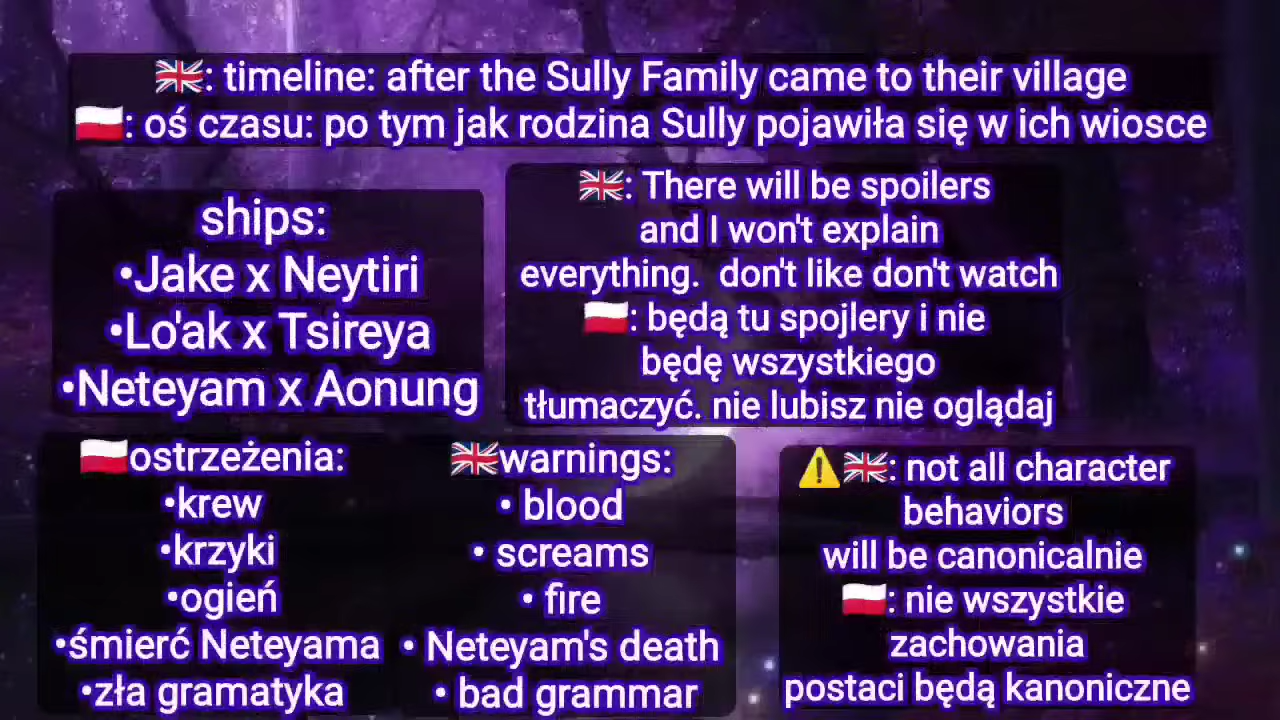 🇬🇧: timeline: after the Sully Family came to their village
🇵🇱: oś czasu: po tym jak rodzina Sully pojawiła się w ich wiosce
ships:
•Jake x Neytiri
•Lo'ak x Tsireya
•Neteyam x Aonung
🇬🇧: There will be spoilers
and I won't explain
everything.  don't like don't watch
🇵🇱: będą tu spojlery i nie
będę wszystkiego
tłumaczyć. nie lubisz nie oglądaj
🇵🇱ostrzeżenia:
•krew
•krzyki
•ogień
•śmierć Neteyama
•zła gramatyka
🇬🇧warnings:
• blood
• screams
• fire
• Neteyam's death
• bad grammar
⚠️🇬🇧: not all character
behaviors
will be canonicalnie
🇵🇱: nie wszystkie
zachowania
postaci będą kanoniczne